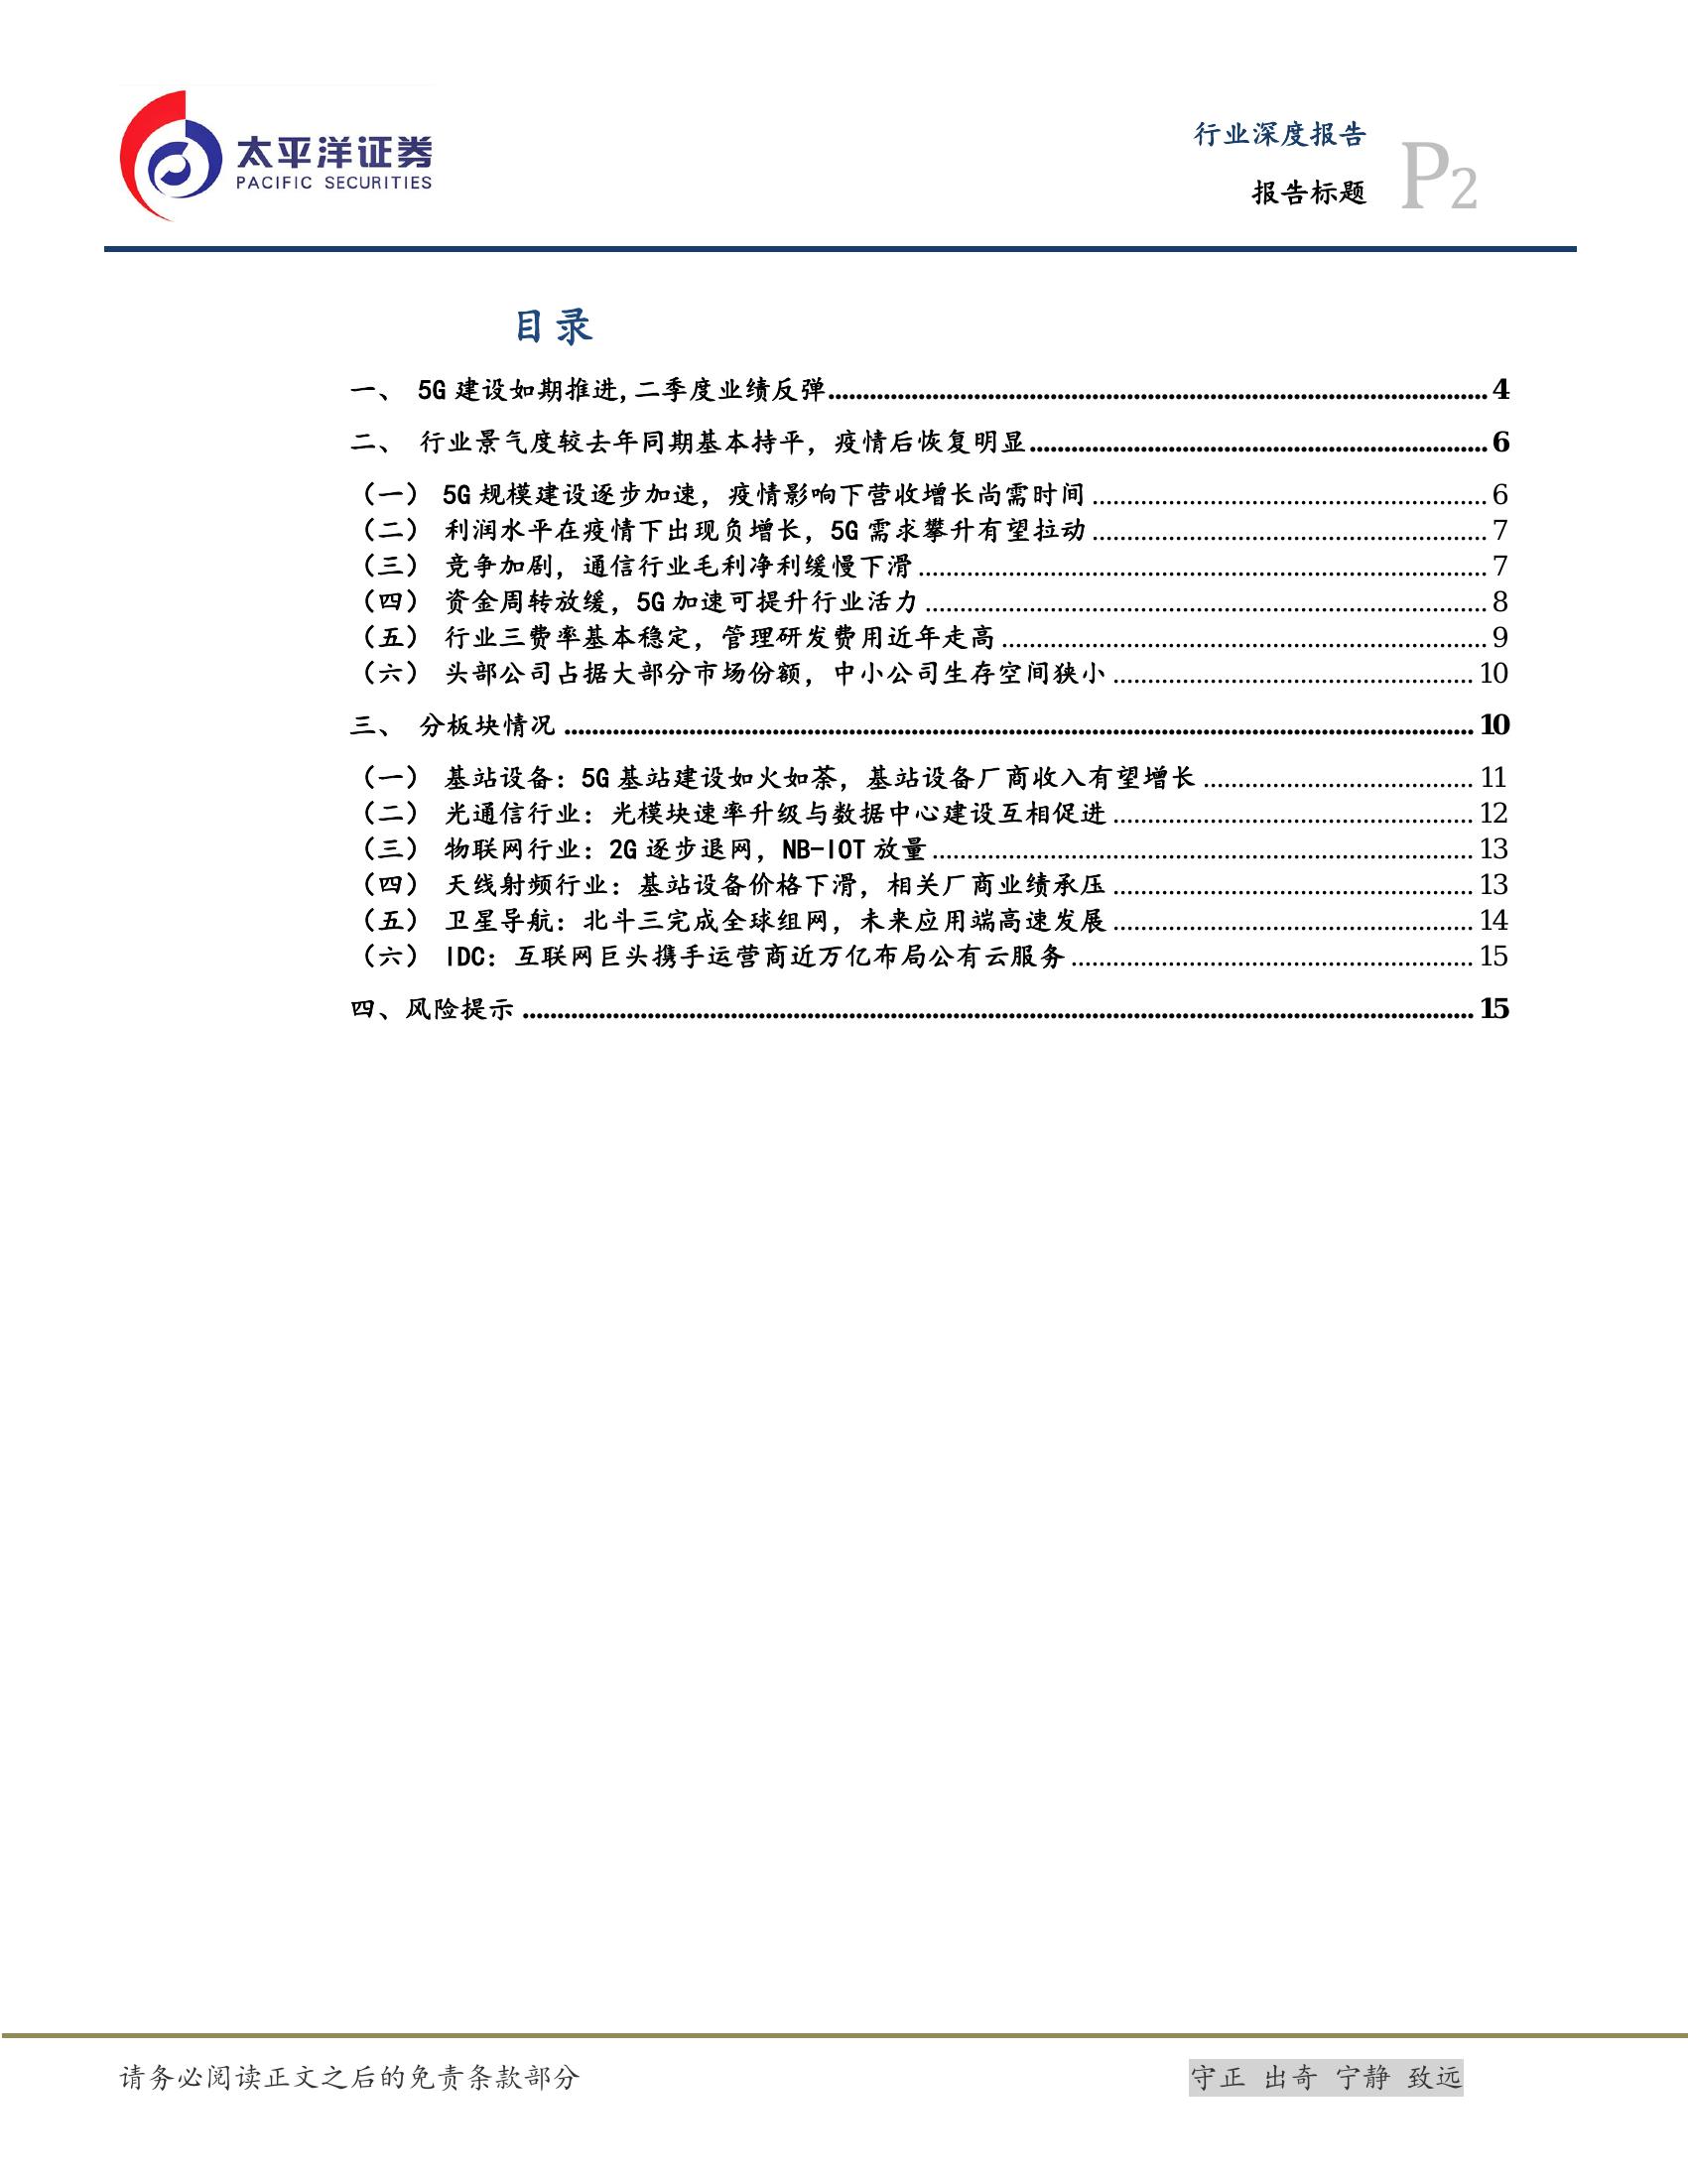 太平洋证券
PACIFIC SECURITIES
行业深度报告
报告标题
P2
目录
一、 5G 建设如期推进,二季度业绩反弹 4
二、 行业景气度较去年同期基本持平，疫情后恢复明显 6
（一） 5G 规模建设逐步加速，疫情影响下营收增长尚需时间 6
（二） 利润水平在疫情下出现负增长，5G 需求攀升有望拉动 7
（三） 竞争加剧，通信行业毛利净利缓慢下滑 7
（四） 资金周转放缓，5G 加速可提升行业活力 8
（五） 行业三费率基本稳定，管理研发费用近年走高 9
（六） 头部公司占据大部分市场份额，中小公司生存空间狭小 10
三、 分板块情况 10
（一） 基站设备：5G 基站建设如火如荼，基站设备厂商收入有望增长 11
（二） 光通信行业：光模块速率升级与数据中心建设互相促进 12
（三） 物联网行业：2G 逐步退网，NB-IOT 放量 13
（四） 天线射频行业：基站设备价格下滑，相关厂商业绩承压 13
（五） 卫星导航：北斗三完成全球组网，未来应用端高速发展 14
（六） IDC：互联网巨头携手运营商近万亿布局公有云服务 15
四、风险提示 15
请务必阅读正文之后的免责条款部分
守正 出奇 宁静 致远